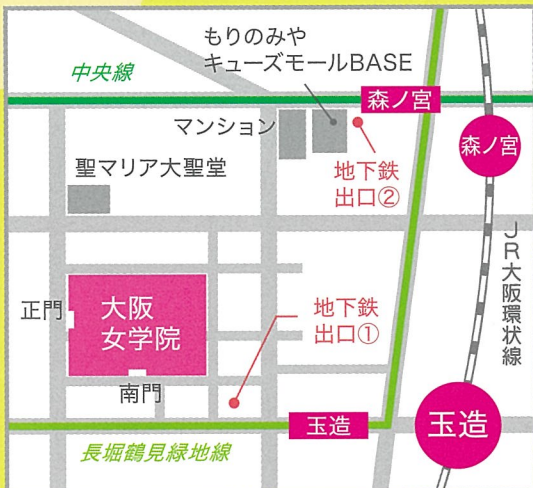 もりのみや
キューズモールBASE
中央線
森ノ宮
マンション
森ノ宮
地下鉄
出口②
聖マリア大聖堂
JR大阪環状線
正門
大阪
女学院
地下鉄
出口①
南門
玉造
玉造
長堀鶴見緑地線